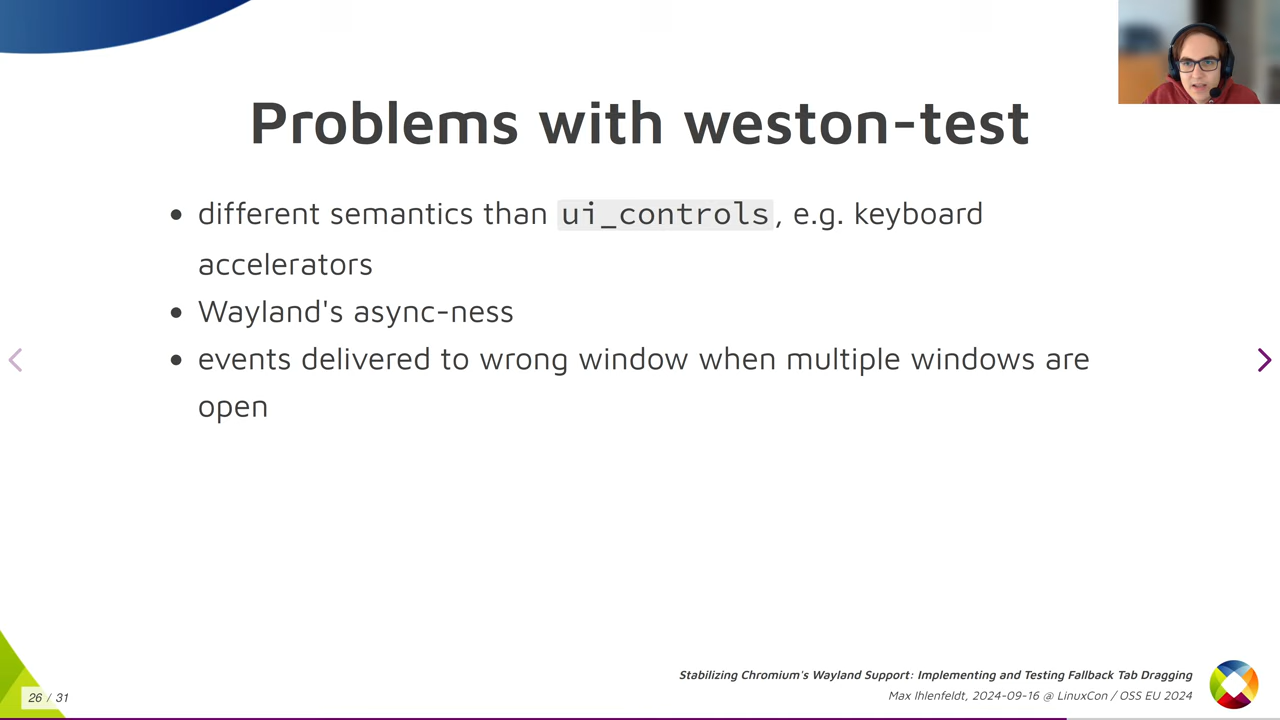 Problems with weston-test
• different semantics than ui_controls, e.g. keyboard
accelerators
• Wayland's async-ness
• events delivered to wrong window when multiple windows are
open
Stabilizing Chromium's Wayland Support: Implementing and Testing Fallback Tab Dragging
Max Ihlenfeldt, 2024-09-16 @ LinuxCon / OSS EU 2024
26 / 31